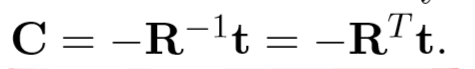 C = −R⁻¹t = −Rᵀt.